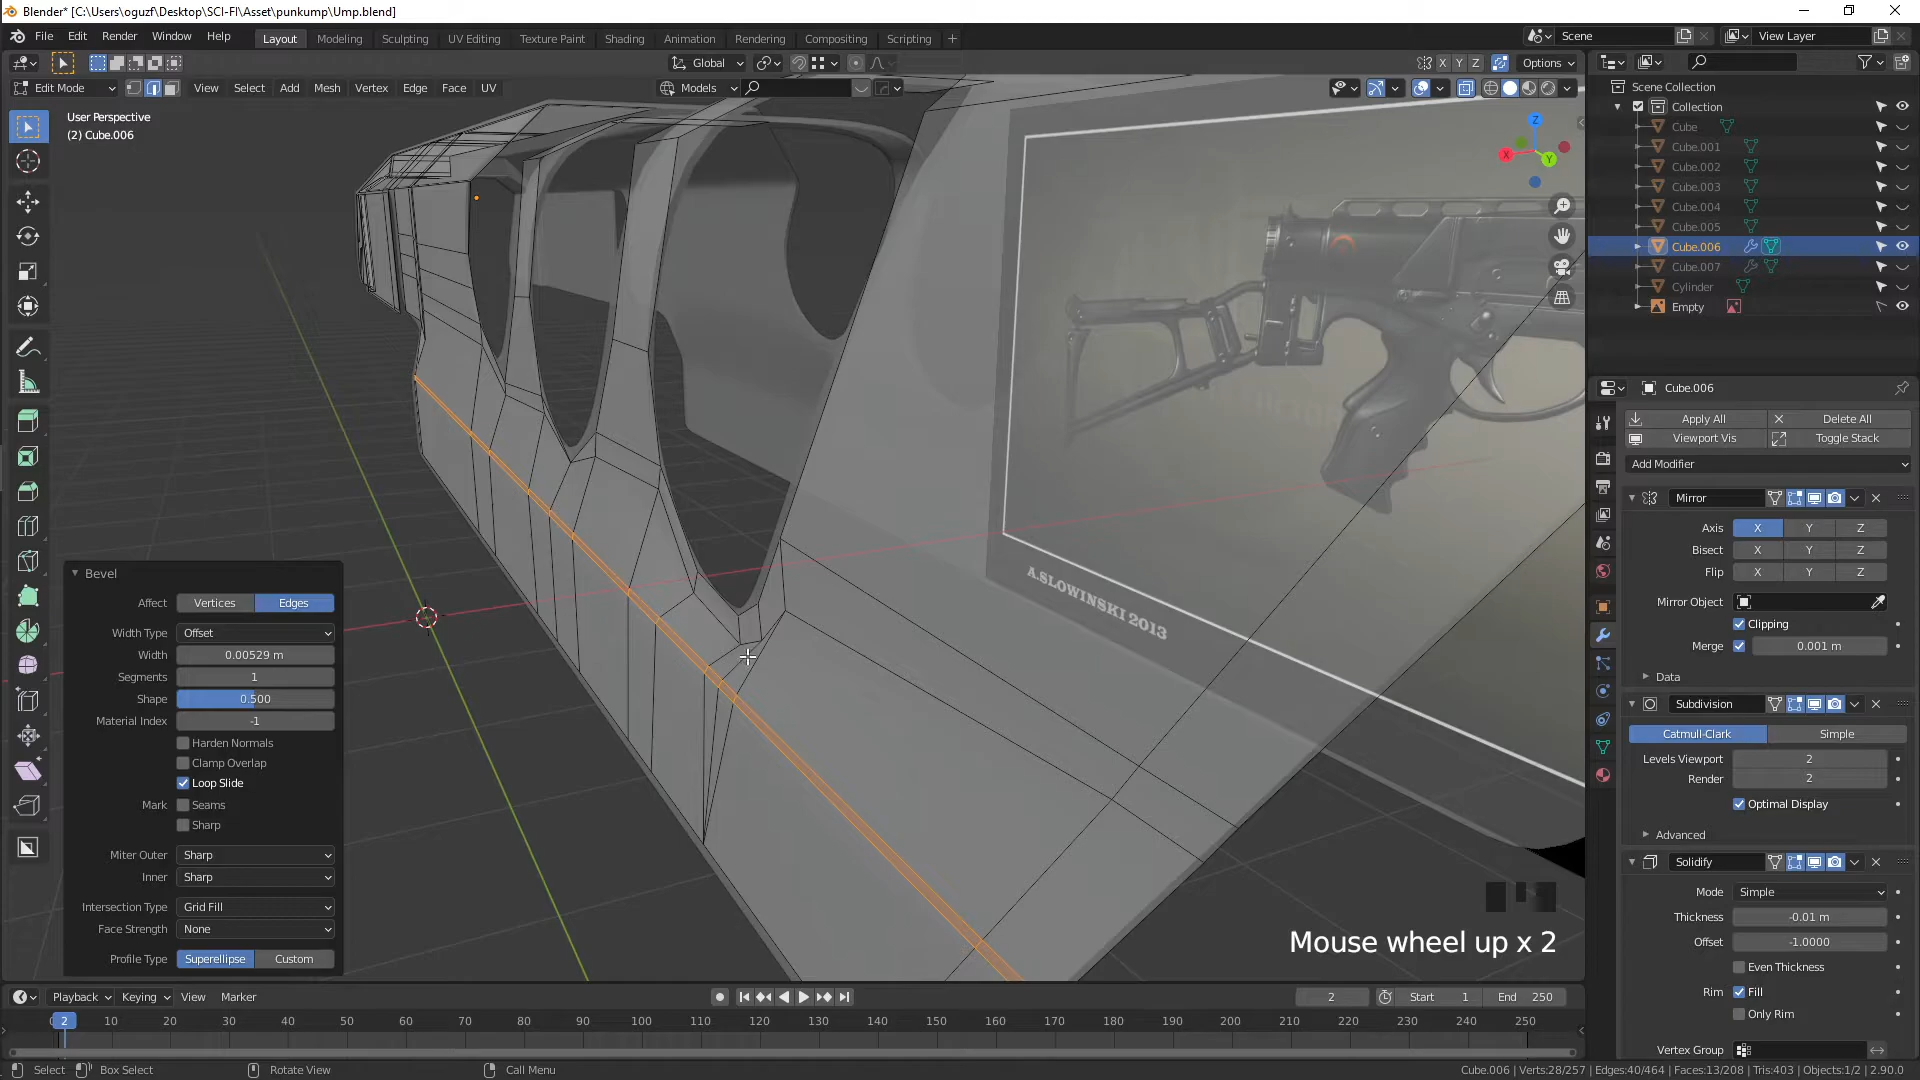 Blender* [C:\Users\oguzf\Desktop\SCI-FI\Asset\punkump\Ump.blend]
File Edit Render Window Help Layout Modeling Sculpting UV Editing Texture Paint Shading Animation Rendering Compositing Scripting + Scene View Layer
Global X Y Z Options
Edit Mode View Select Add Mesh Vertex Edge Face UV Models
User Perspective
(2) Cube.006
Z
X
Y
Scene Collection
Collection
Cube
Cube.001
Cube.002
Cube.003
Cube.004
Cube.005
Cube.006
Cube.007
Cylinder
Empty
Cube.006
Apply All Delete All
Viewport Vis Toggle Stack
Add Modifier
Mirror
Axis X Y Z
Bisect X Y Z
Flip X Y Z
Mirror Object
Clipping
Merge 0.001 m
Data
Subdivision
Catmull-Clark Simple
Levels Viewport 2
Render 2
Optimal Display
Advanced
Solidify
Mode Simple
Thickness -0.01 m
Offset -1.0000
Even Thickness
Rim Fill
Only Rim
Vertex Group
A.SLOWINSKI 2013
Bevel
Affect Vertices Edges
Width Type Offset
Width 0.00529 m
Segments 1
Shape 0.500
Material Index -1
Harden Normals
Clamp Overlap
Loop Slide
Mark Seams
Sharp
Miter Outer Sharp
Inner Sharp
Intersection Type Grid Fill
Face Strength None
Profile Type Superellipse Custom
Mouse wheel up x 2
Playback Keying View Marker 2 Start 1 End 250
2 10 20 30 40 50 60 70 80 90 100 110 120 130 140 150 160 170 180 190 200 210 220 230 240 250
Select Box Select Rotate View Call Menu Cube.006 | Verts:28/257 | Edges:40/464 | Faces:13/208 | Tris:403 | Objects:1/2 | 2.90.0